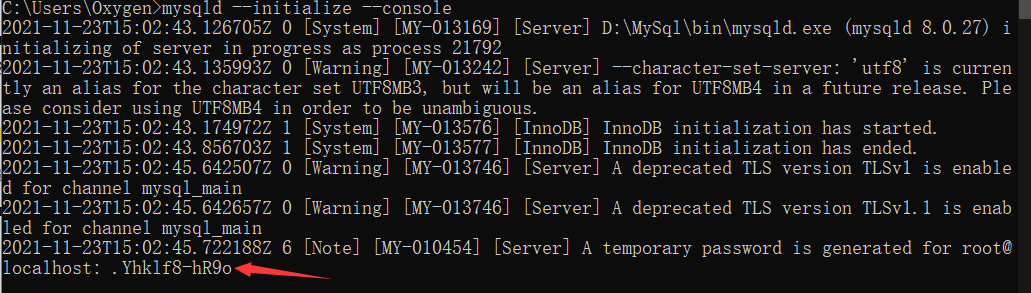 C:\Users\Oxygen>mysqld --initialize --console
2021-11-23T15:02:43.126705Z 0 [System] [MY-013169] [Server] D:\MySql\bin\mysqld.exe (mysqld 8.0.27) i
nitializing of server in progress as process 21792
2021-11-23T15:02:43.135993Z 0 [Warning] [MY-013242] [Server] --character-set-server: 'utf8' is curren
tly an alias for the character set UTF8MB3, but will be an alias for UTF8MB4 in a future release. Ple
ase consider using UTF8MB4 in order to be unambiguous.
2021-11-23T15:02:43.174972Z 1 [System] [MY-013576] [InnoDB] InnoDB initialization has started.
2021-11-23T15:02:43.856703Z 1 [System] [MY-013577] [InnoDB] InnoDB initialization has ended.
2021-11-23T15:02:45.642507Z 0 [Warning] [MY-013746] [Server] A deprecated TLS version TLSv1 is enable
d for channel mysql_main
2021-11-23T15:02:45.642657Z 0 [Warning] [MY-013746] [Server] A deprecated TLS version TLSv1.1 is enab
led for channel mysql_main
2021-11-23T15:02:45.722188Z 6 [Note] [MY-010454] [Server] A temporary password is generated for root@
localhost: .Yhklf8-hR9o